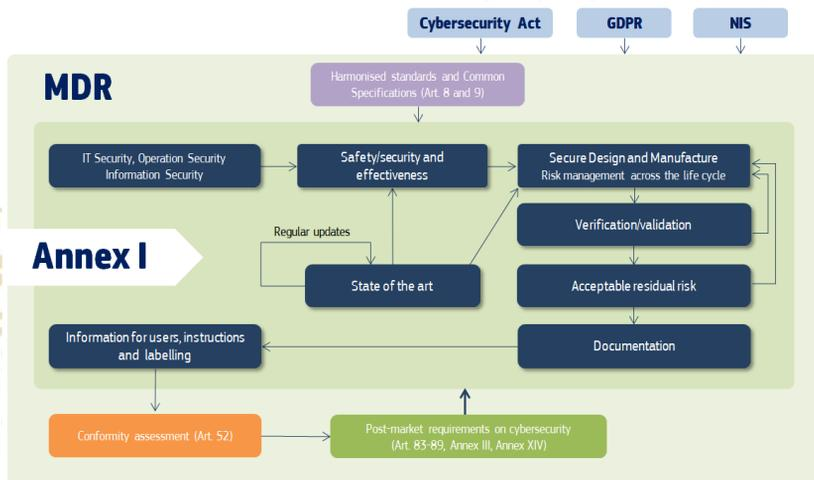 Cybersecurity Act
GDPR
NIS
MDR
Harmonised standards and Common
Specifications (Art. 8 and 9)
IT Security, Operation Security
Information Security
Safety/security and
effectiveness
Secure Design and Manufacture
Risk management across the life cycle
Verification/validation
Regular updates
Annex I
State of the art
Acceptable residual risk
Information for users, instructions
and labelling
Documentation
Conformity assessment (Art. 52)
Post-market requirements on cybersecurity
(Art. 83-89, Annex III, Annex XIV)